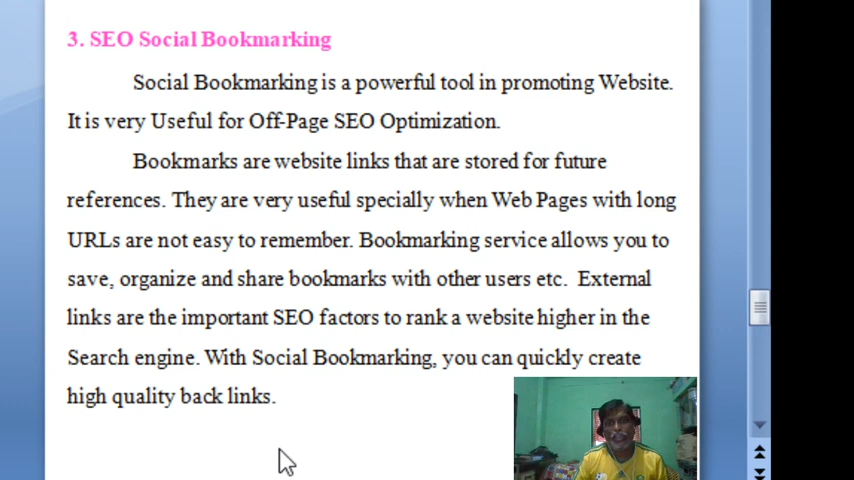 3. SEO Social Bookmarking
Social Bookmarking is a powerful tool in promoting Website.
It is very Useful for Off-Page SEO Optimization.
Bookmarks are website links that are stored for future
references. They are very useful specially when Web Pages with long
URLs are not easy to remember. Bookmarking service allows you to
save, organize and share bookmarks with other users etc. External
links are the important SEO factors to rank a website higher in the
Search engine. With Social Bookmarking, you can quickly create
high quality back links.